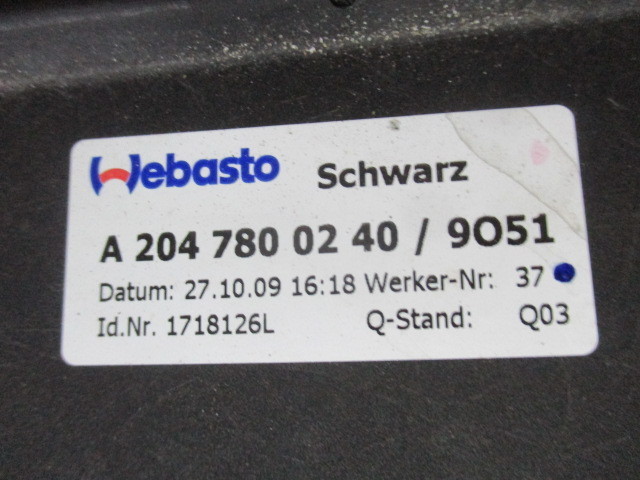 Webasto Schwarz
A 204 780 02 40 / 9O51
Datum: 27.10.09 16:18 Werker-Nr: 37
Id.Nr. 1718126L Q-Stand: Q03